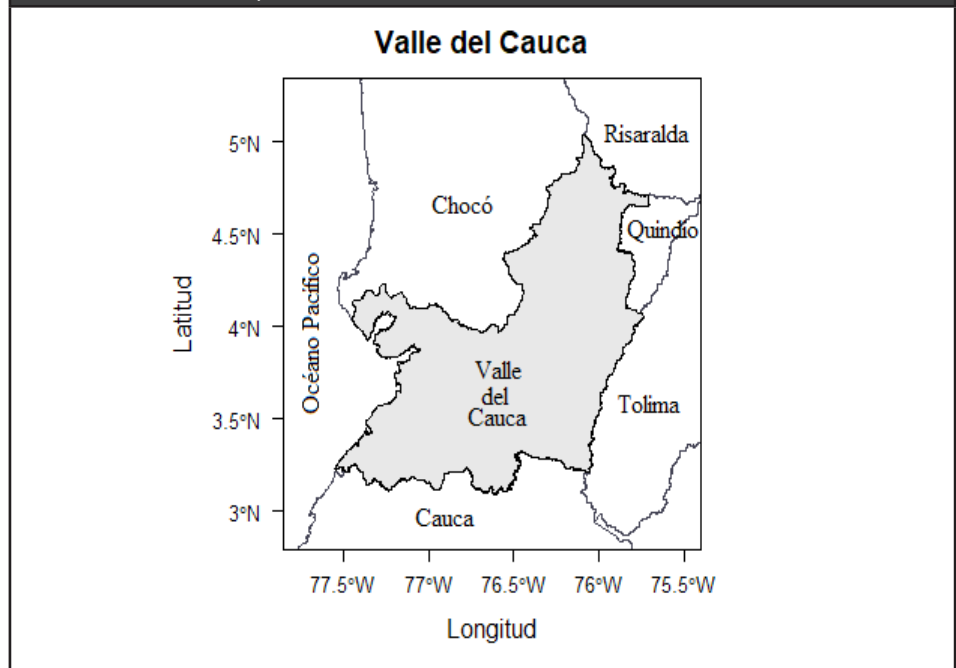 Valle del Cauca
5°N
4.5°N
4°N
3.5°N
3°N
Latitud
Océano Pacífico
Chocó
Risaralda
Quindío
Valle
del
Cauca
Tolima
Cauca
77.5°W 77°W 76.5°W 76°W 75.5°W
Longitud